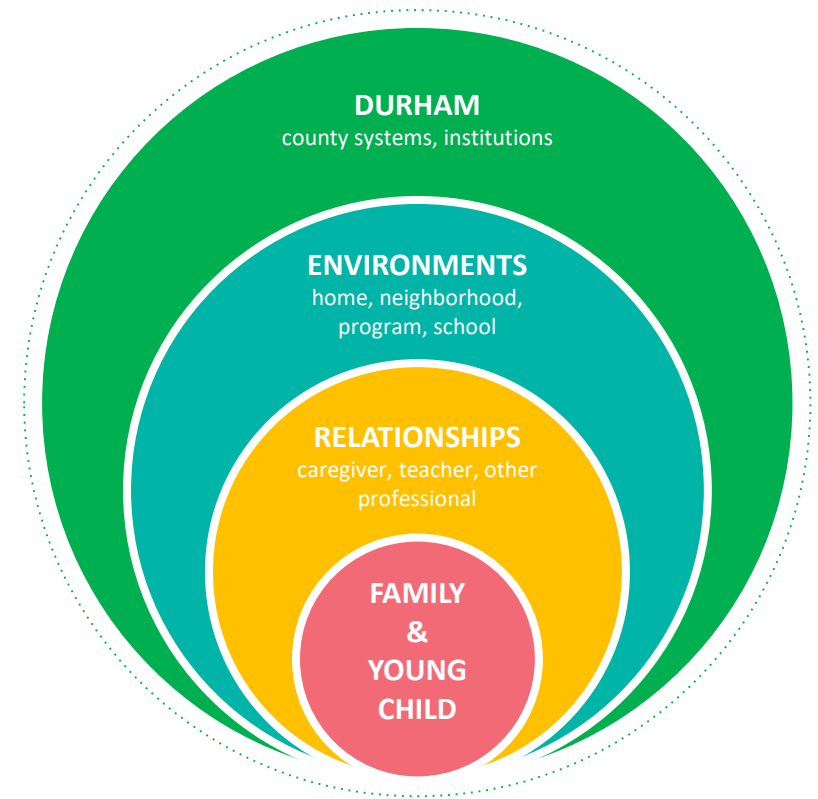 DURHAM
county systems, institutions
ENVIRONMENTS
home, neighborhood,
program, school
RELATIONSHIPS
caregiver, teacher, other
professional
FAMILY
&
YOUNG
CHILD